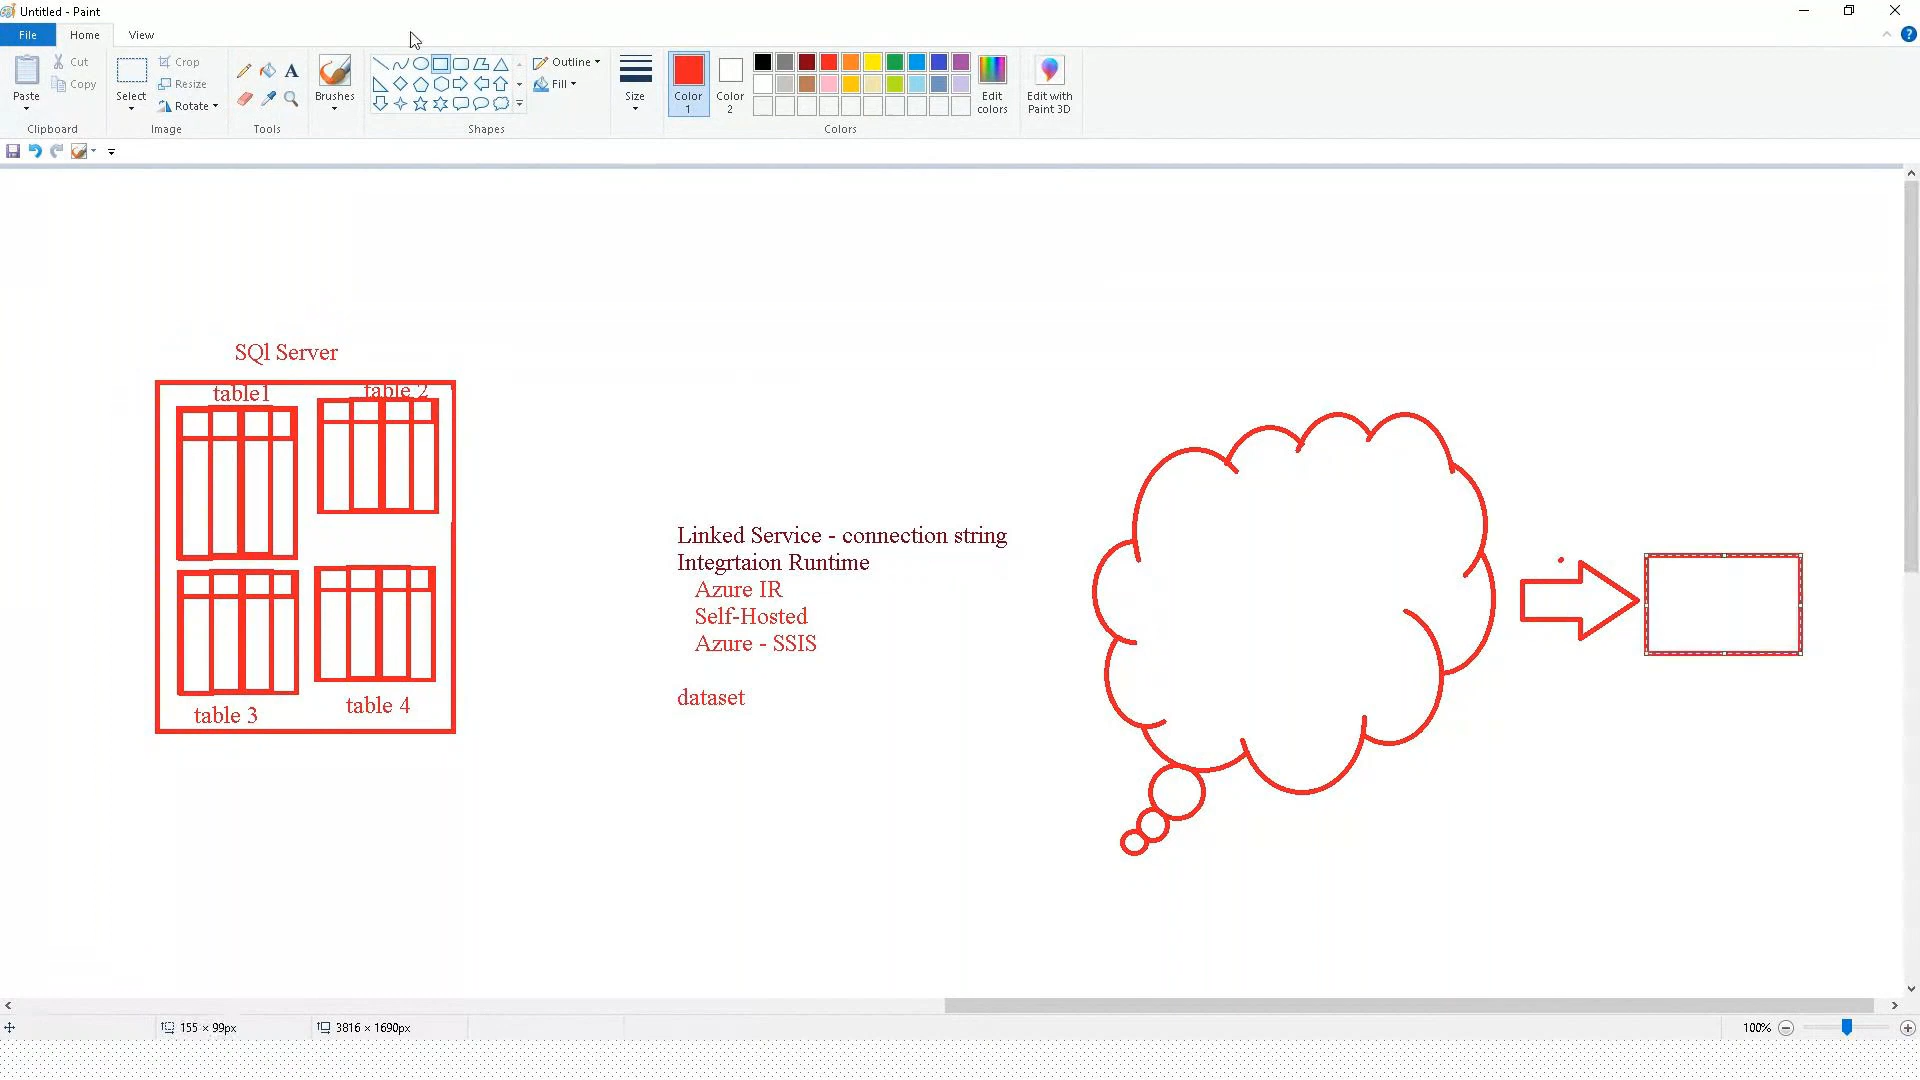 Untitled - Paint
File Home View
Paste Cut Copy Clipboard
Select Crop Resize Rotate Image
Tools
Brushes
Outline Fill Shapes
Size
Color 1 Color 2 Edit colors Colors
Edit with Paint 3D
SQl Server
table1 table 2
table 3 table 4
Linked Service - connection string
Integrtaion Runtime
Azure IR
Self-Hosted
Azure - SSIS
dataset
155 × 99px 3816 × 1690px 100%